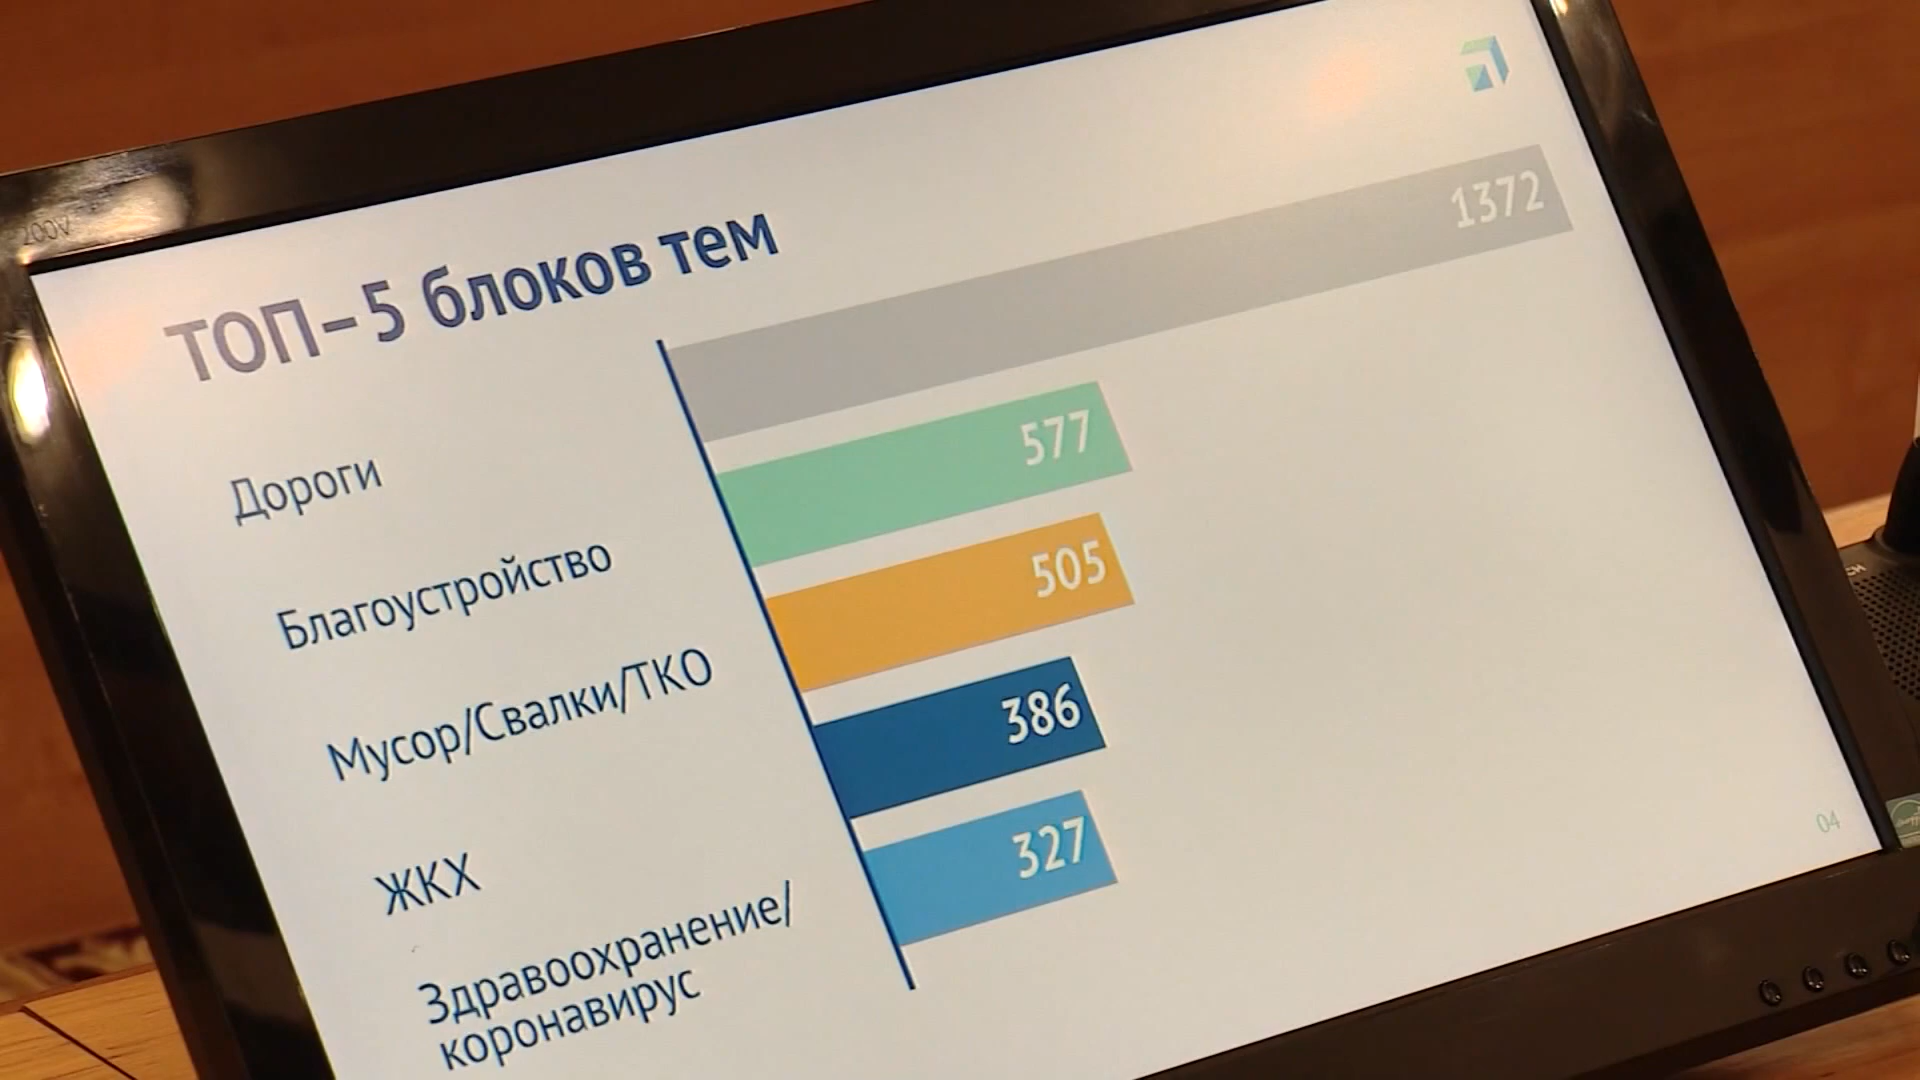 ТОП–5 блоков тем
Дороги
1372
Благоустройство
577
Мусор/Свалки/ТКО
505
ЖКХ
386
Здравоохранение/
коронавирус
327
04